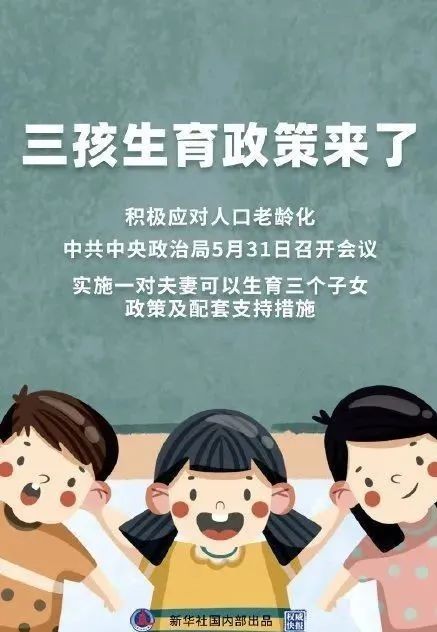 三孩生育政策来了
积极应对人口老龄化
中共中央政治局5月31日召开会议
实施一对夫妻可以生育三个子女
政策及配套支持措施
新华社国内部出品
权威
快报